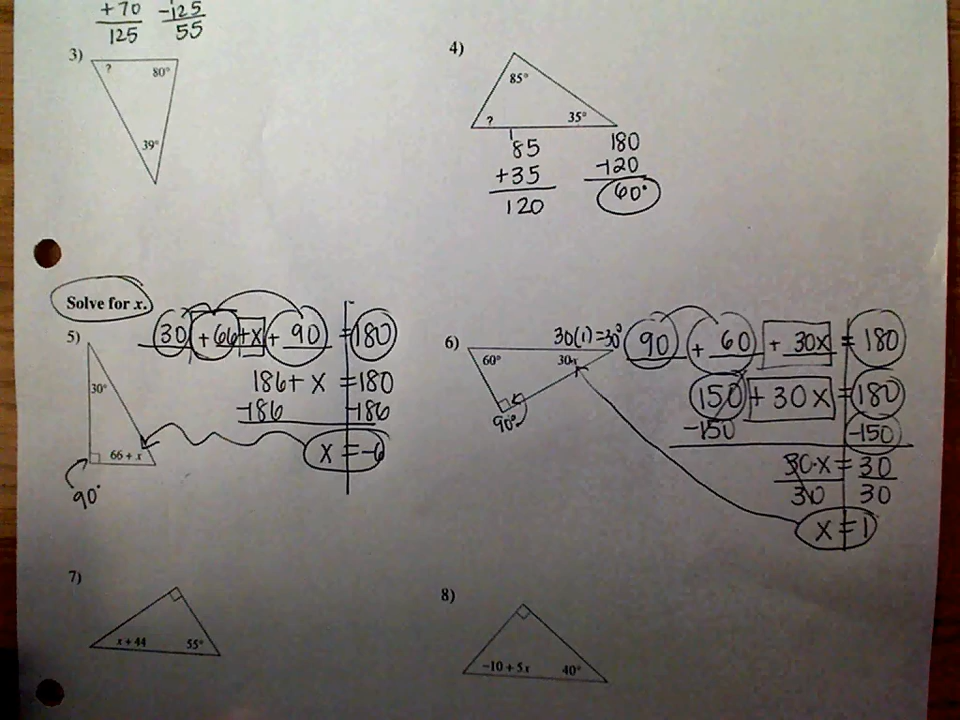 +70 -125
125 55
3) ? 80°
39°
4) 85°
? 35°
1
85 180
+35 -120
120 60°
Solve for x.
5) 30 + 66 + x + 90 = 180
30°
186 + x = 180
-186 -186
66 + x x = -6
90°
6) 30(1)=30° 90 + 60 + 30x = 180
60° 30x
150 + 30x = 180
90° -150 -150
30·x = 30
30 30
x = 1
7) x + 44 55°
8) -10 + 5x 40°